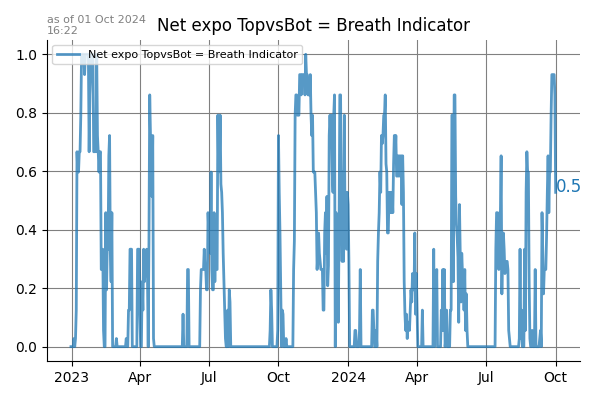 as of 01 Oct 2024
16:22
Net expo TopvsBot = Breath Indicator
Net expo TopvsBot = Breath Indicator
1.0
0.8
0.6
0.4
0.2
0.0
0.5
2023 Apr Jul Oct 2024 Apr Jul Oct